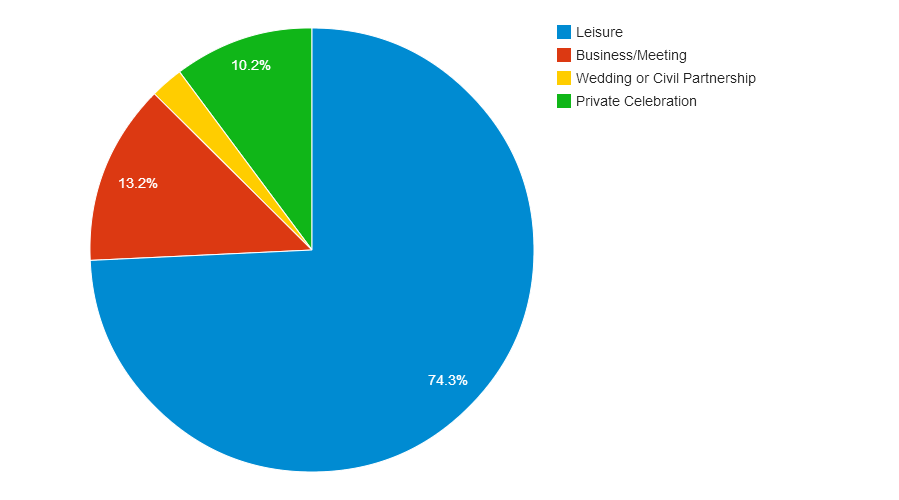 Leisure
Business/Meeting
Wedding or Civil Partnership
Private Celebration
10.2%
13.2%
74.3%